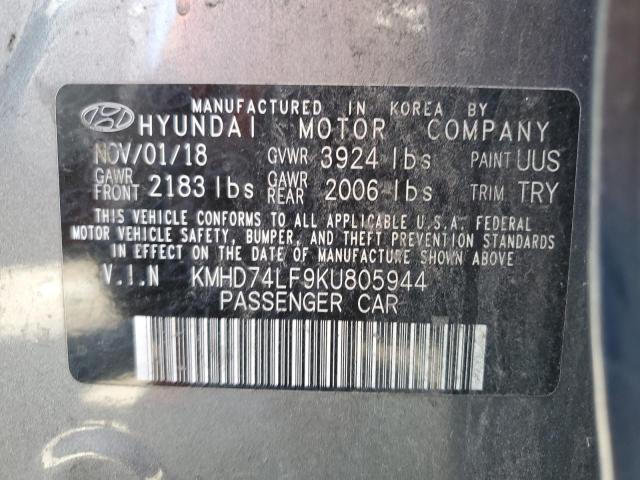 MANUFACTURED IN KOREA BY
HYUNDAI MOTOR COMPANY
NOV/01/18 GVWR 3924 lbs PAINT UUS
GAWR FRONT 2183 lbs GAWR REAR 2006 lbs TRIM TRY
THIS VEHICLE CONFORMS TO ALL APPLICABLE U.S.A. FEDERAL
MOTOR VEHICLE SAFETY, BUMPER, AND THEFT PREVENTION STANDARDS
IN EFFECT ON THE DATE OF MANUFACTURE SHOWN ABOVE.
V.I.N KMHD74LF9KU805944
PASSENGER CAR